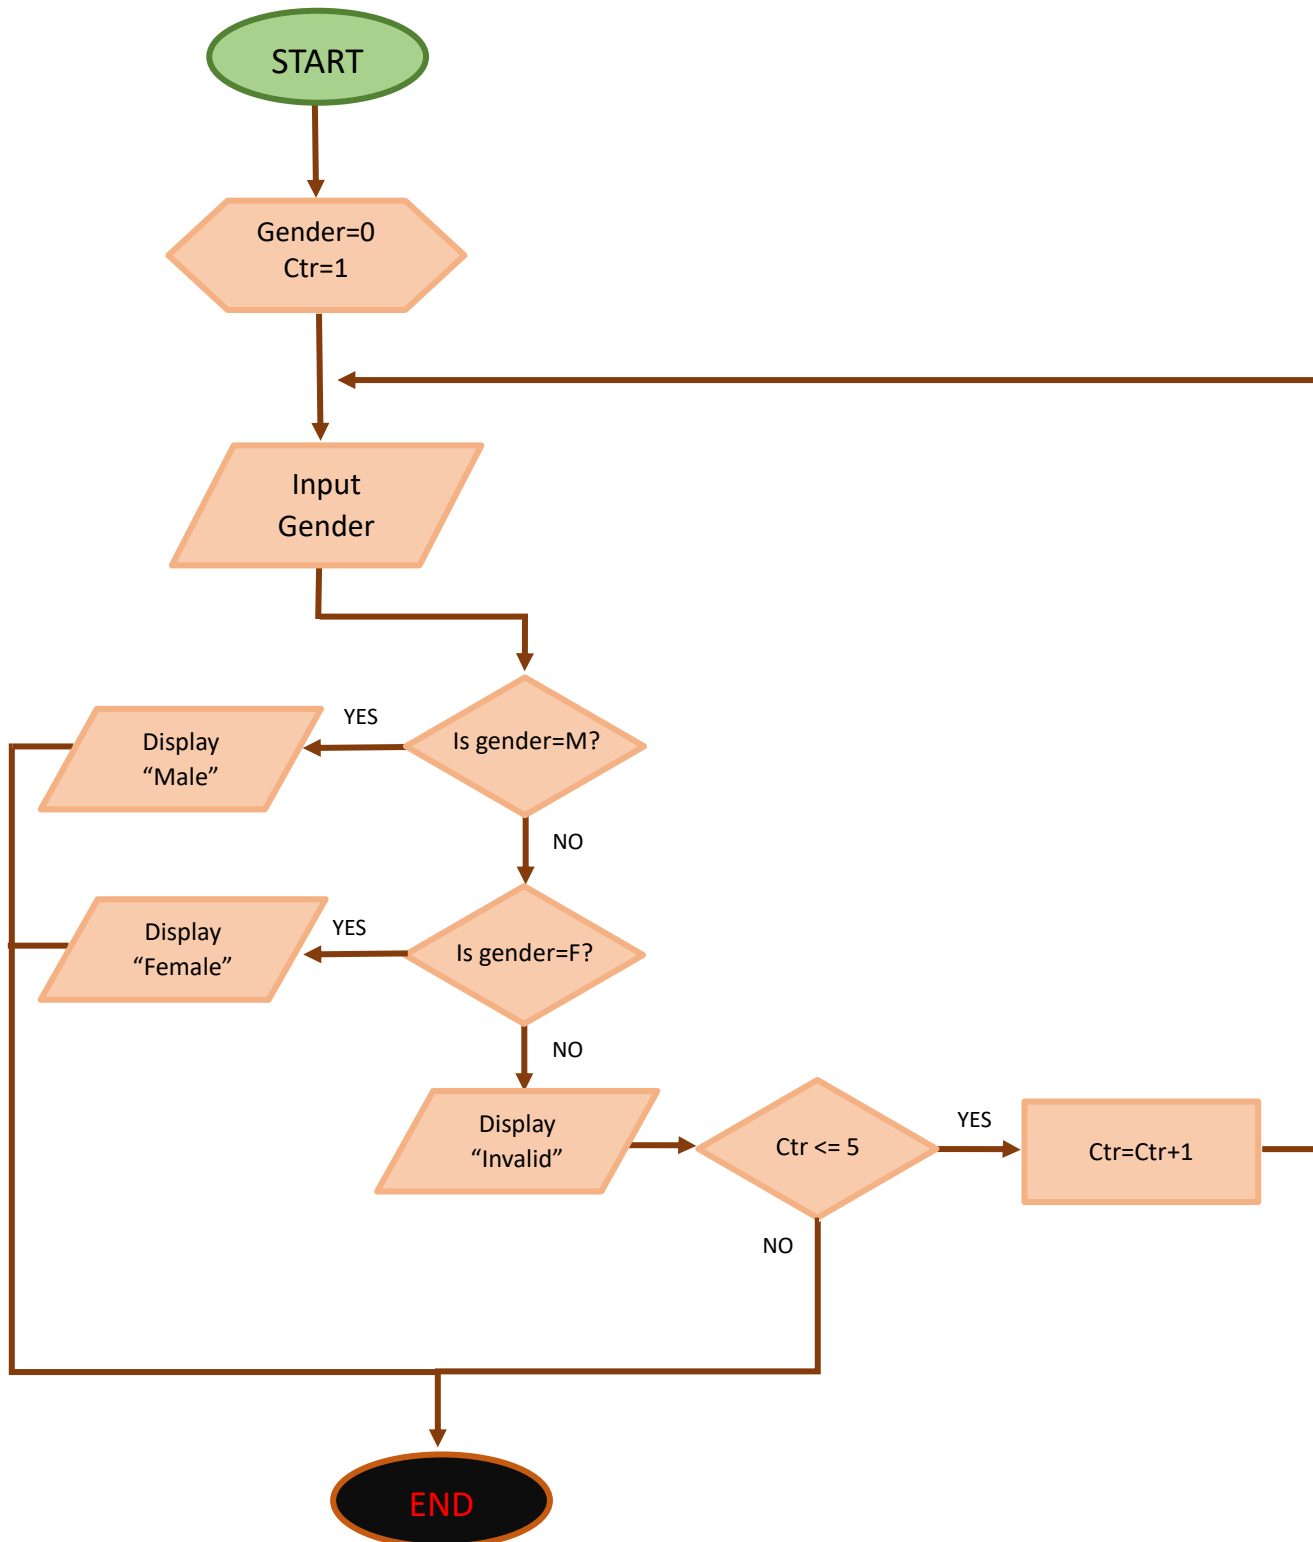 START
Gender=0
Ctr=1
Input
Gender
Is gender=M?
YES
Display
“Male”
NO
Is gender=F?
YES
Display
“Female”
NO
Display
“Invalid”
Ctr <= 5
YES
Ctr=Ctr+1
NO
END